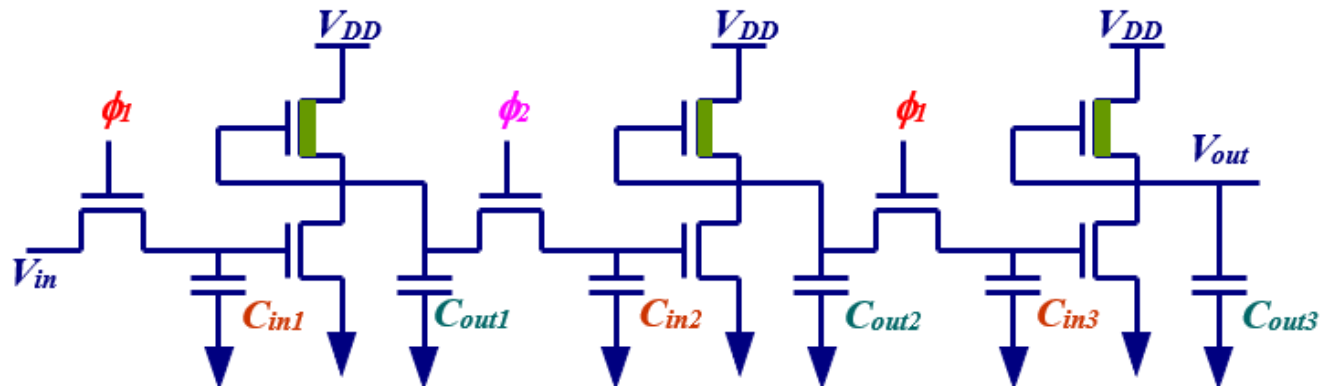 VDD VDD VDD
ϕ1 ϕ2 ϕ1
Vout
Vin
Cin1 Cout1 Cin2 Cout2 Cin3 Cout3